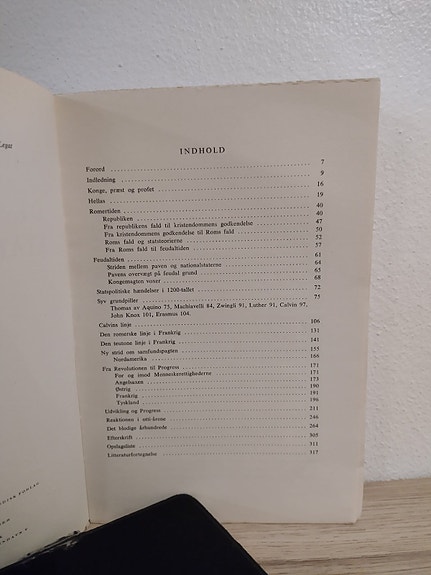 INDHOLD
Forord 7
Indledning 9
Konge, præst og profet 16
Hellas 19
Romertiden 40
Republiken 40
Fra republikens fald til kristendommens godkendelse 47
Fra kristendommens godkendelse til Roms fald 50
Roms fald og statsteorierne 52
Fra Roms fald til feudaltiden 57
Feudaltiden 61
Striden mellem paven og nationalstaterne 64
Pavens overvægt på feudal grund 65
Kongemagten voxer 68
Statspolitiske hændelser i 1200-tallet 72
Syv grundpiller 75
Thomas av Aquino 75, Machiavelli 84, Zwingli 91, Luther 91, Calvin 97,
John Knox 101, Erasmus 104.
Calvins linje 106
Den romerske linje i Frankrig 131
Den teutone linje i Frankrig 141
Ny strid om samfundspagten 155
Nordamerika 166
Fra Revolutionen til Progress 171
For og imod Menneskerettighederne 171
Angelsaxen 175
Østrig 190
Frankrig 191
Tyskland 196
Udvikling og Progress 211
Reaktionen i otti-årene 246
Det blodige århundrede 264
Efterskrift 305
Opslagsliste 311
Litteraturfortegnelse 317